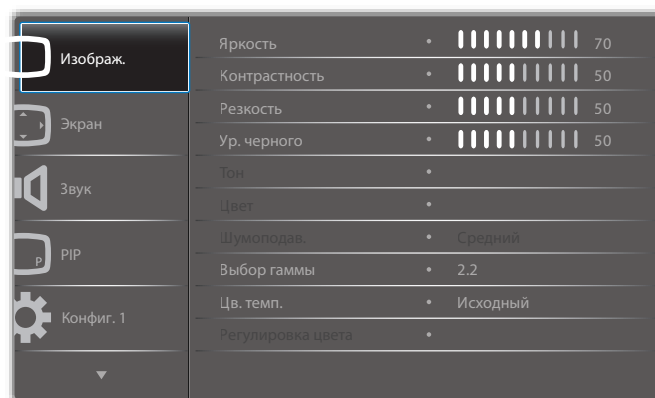 Изображ.
Экран
Звук
P
PIP
Конфиг. 1
Яркость • 70
Контрастность • 50
Резкость • 50
Ур. черного • 50
Тон •
Цвет •
Шумоподав. • Средний
Выбор гаммы • 2.2
Цв. темп. • Исходный
Регулировка цвета •